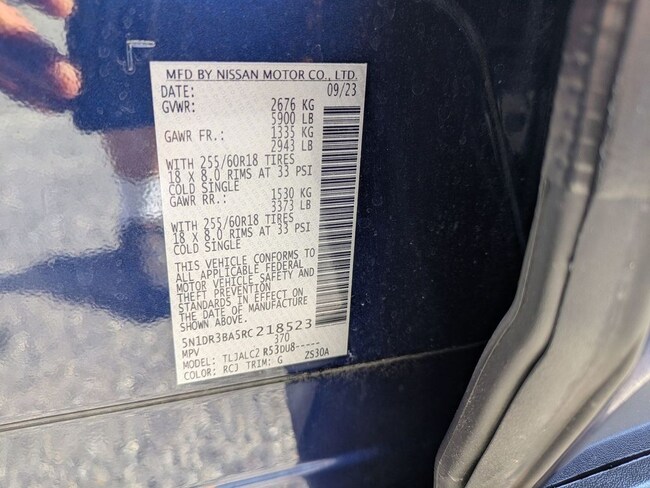 MFD BY NISSAN MOTOR CO., LTD.
DATE: 09/23
GVWR: 2676 KG
5900 LB
GAWR FR.: 1335 KG
2943 LB
WITH 255/60R18 TIRES
18 X 8.0 RIMS AT 33 PSI
COLD SINGLE
GAWR RR.: 1530 KG
3373 LB
WITH 255/60R18 TIRES
18 X 8.0 RIMS AT 33 PSI
COLD SINGLE
THIS VEHICLE CONFORMS TO
ALL APPLICABLE FEDERAL
MOTOR VEHICLE SAFETY AND
THEFT PREVENTION
STANDARDS IN EFFECT ON
THE DATE OF MANUFACTURE
SHOWN ABOVE.
5N1DR3BA5RC218523
MPV 370
MODEL: TLJALC2 R53DU8-----
COLOR: RCJ TRIM: G ZS30A